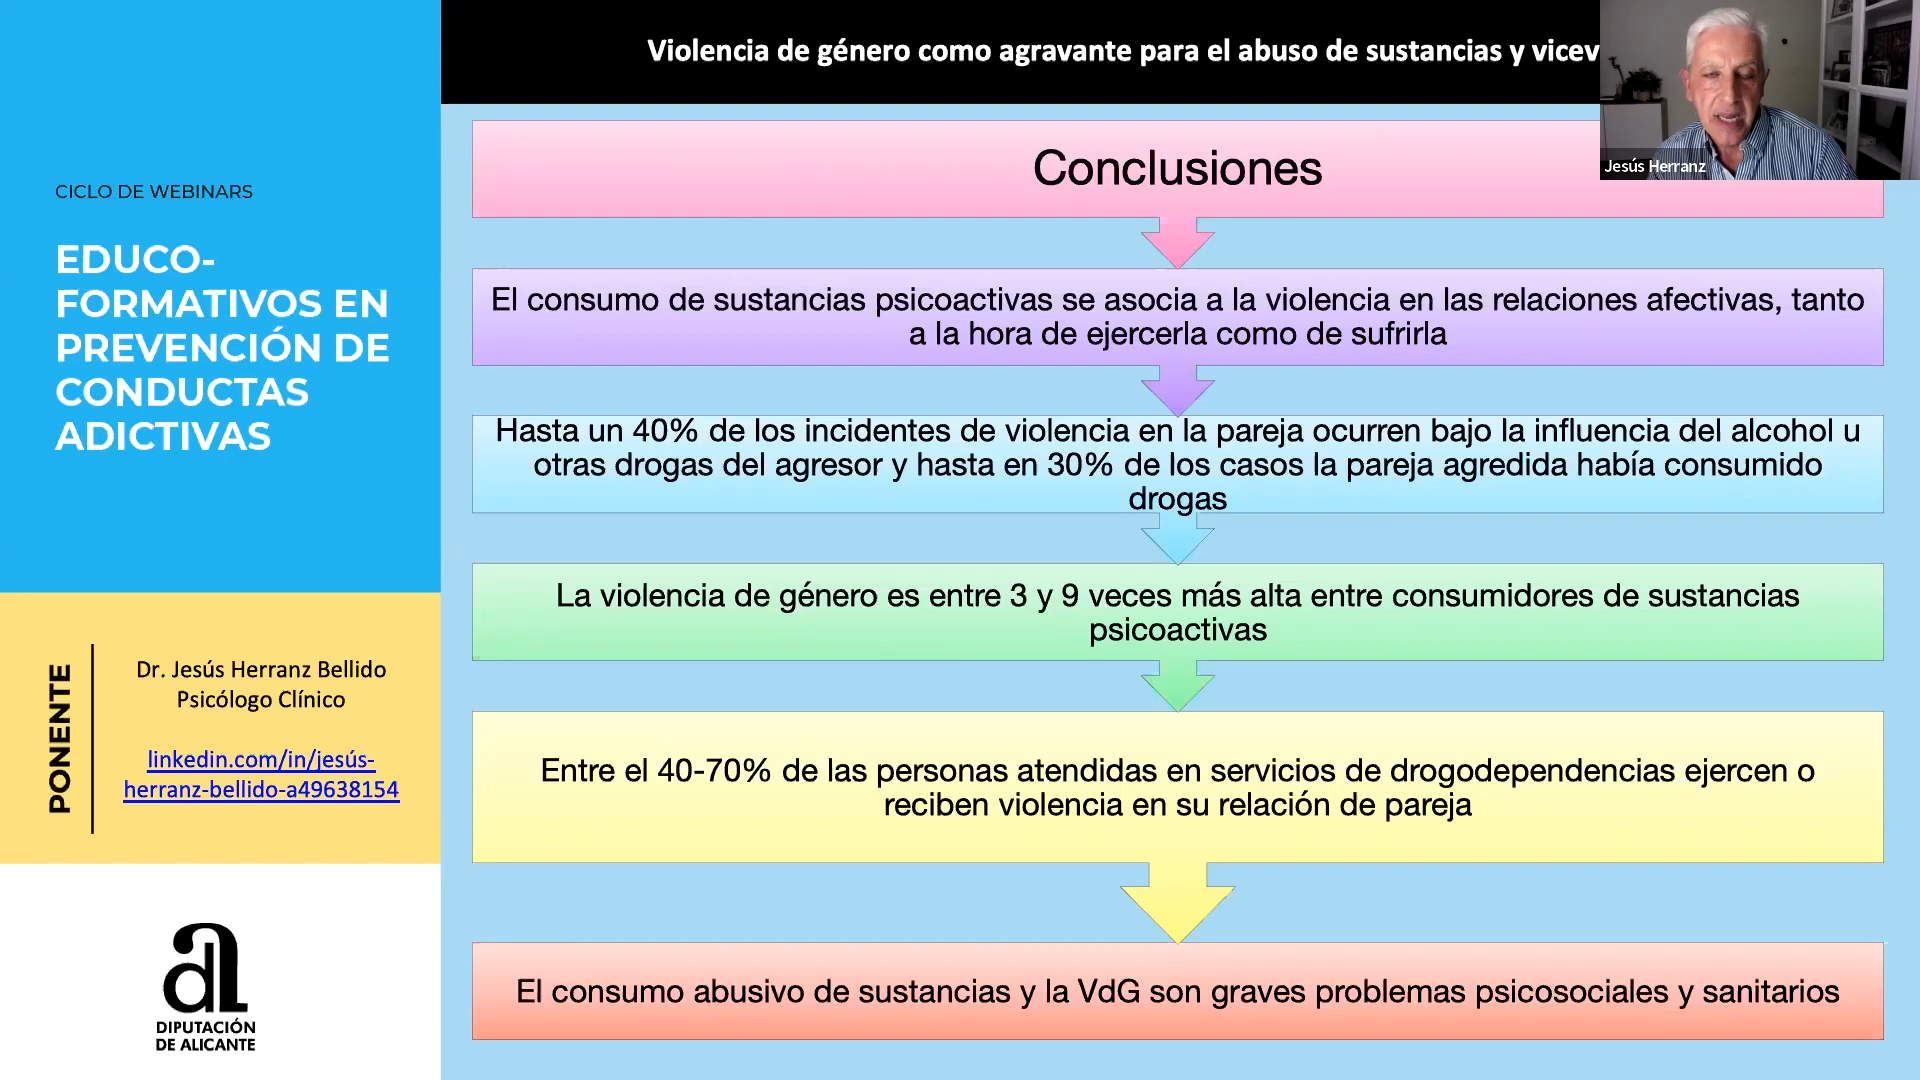 CICLO DE WEBINARS
EDUCO-
FORMATIVOS EN
PREVENCIÓN DE
CONDUCTAS
ADICTIVAS
PONENTE
Dr. Jesús Herranz Bellido
Psicólogo Clínico
linkedin.com/in/jesús-
herranz-bellido-a49638154
DIPUTACIÓN
DE ALICANTE
Violencia de género como agravante para el abuso de sustancias y vicev
Jesús Herranz
Conclusiones
El consumo de sustancias psicoactivas se asocia a la violencia en las relaciones afectivas, tanto
a la hora de ejercerla como de sufrirla
Hasta un 40% de los incidentes de violencia en la pareja ocurren bajo la influencia del alcohol u
otras drogas del agresor y hasta en 30% de los casos la pareja agredida había consumido
drogas
La violencia de género es entre 3 y 9 veces más alta entre consumidores de sustancias
psicoactivas
Entre el 40-70% de las personas atendidas en servicios de drogodependencias ejercen o
reciben violencia en su relación de pareja
El consumo abusivo de sustancias y la VdG son graves problemas psicosociales y sanitarios